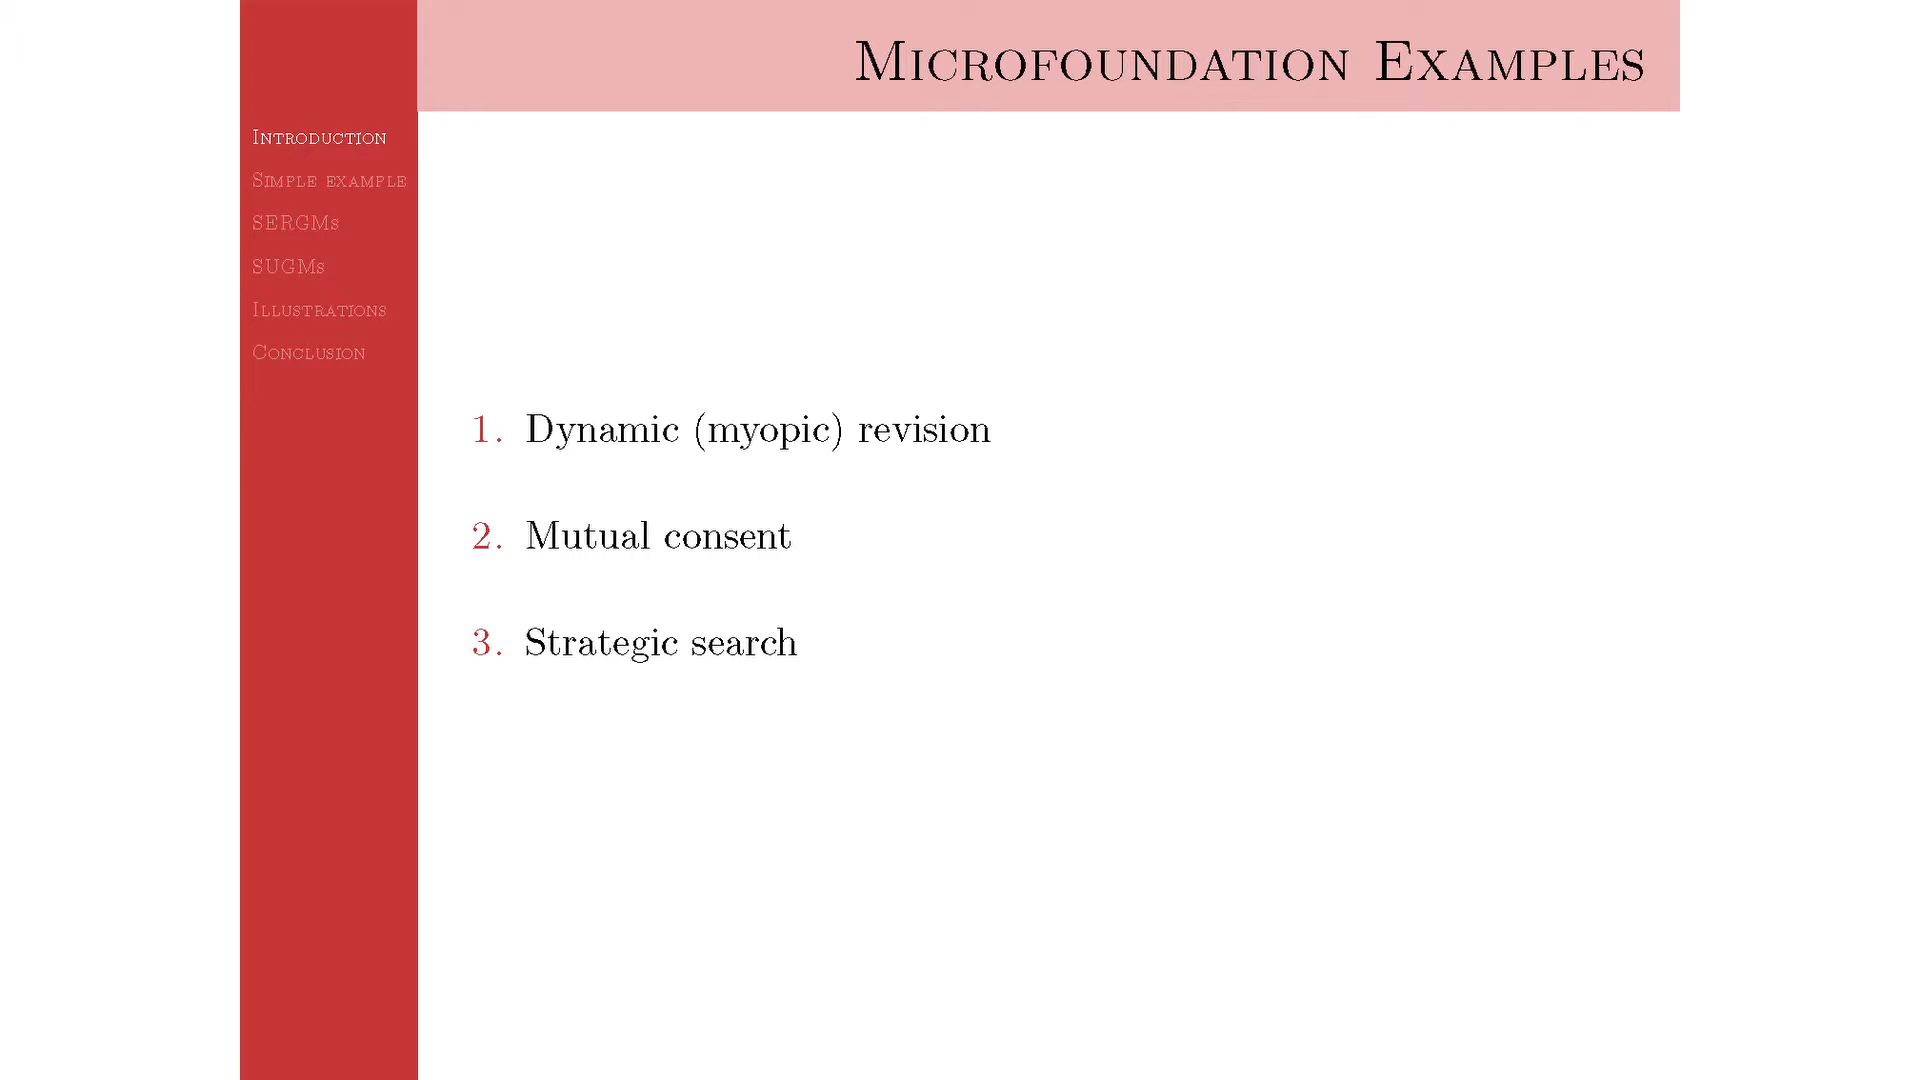 Microfoundation Examples
Introduction
Simple example
SERGMs
SUGMs
Illustrations
Conclusion
1. Dynamic (myopic) revision
2. Mutual consent
3. Strategic search